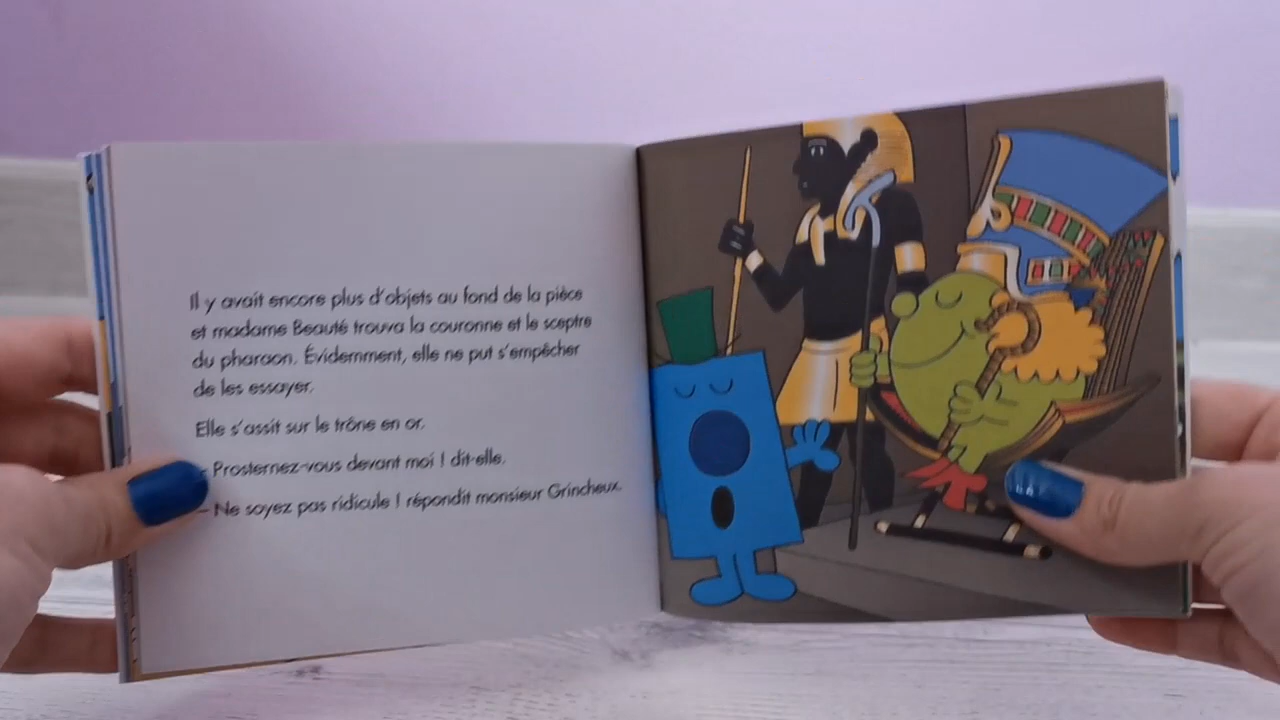 Il y avait encore plus d'objets au fond de la pièce
et madame Beauté trouva la couronne et le sceptre
du pharaon. Évidemment, elle ne put s'empêcher
de les essayer.
Elle s'assit sur le trône en or.
- Prosternez-vous devant moi ! dit-elle.
- Ne soyez pas ridicule ! répondit monsieur Grincheux.